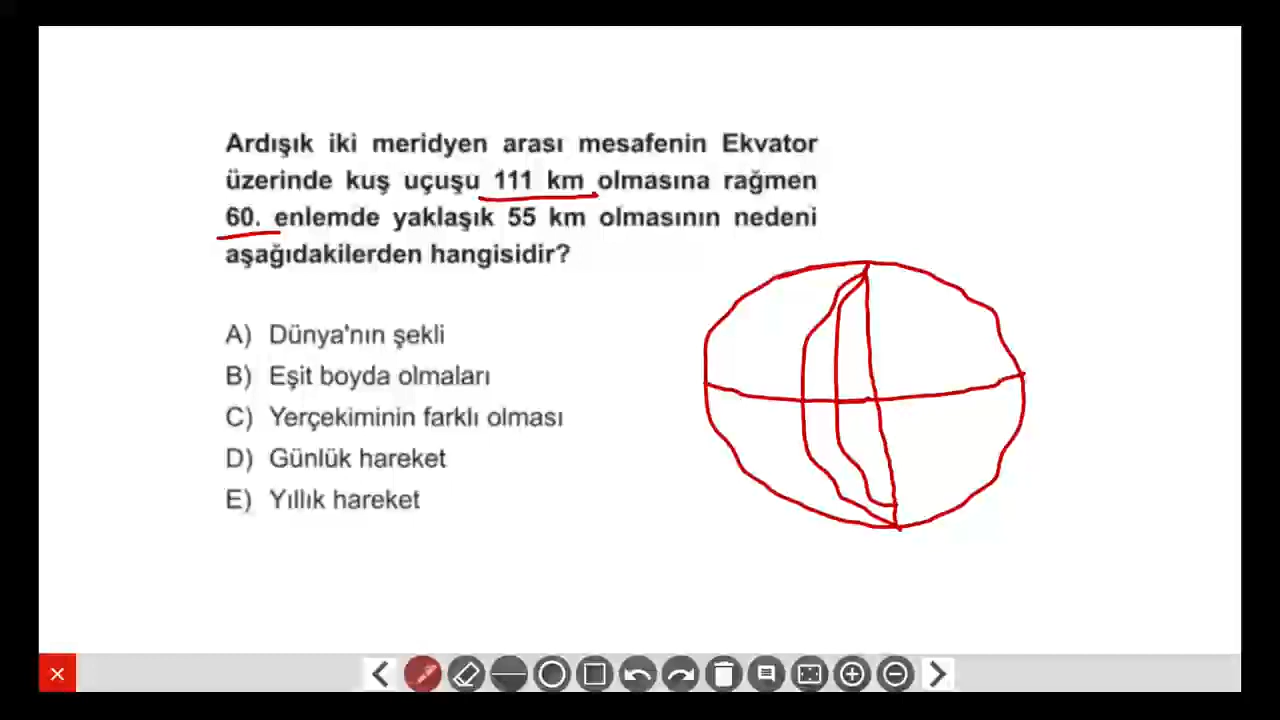 Ardışık iki meridyen arası mesafenin Ekvator
üzerinde kuş uçuşu 111 km olmasına rağmen
60. enlemde yaklaşık 55 km olmasının nedeni
aşağıdakilerden hangisidir?
A) Dünya'nın şekli
B) Eşit boyda olmaları
C) Yerçekiminin farklı olması
D) Günlük hareket
E) Yıllık hareket